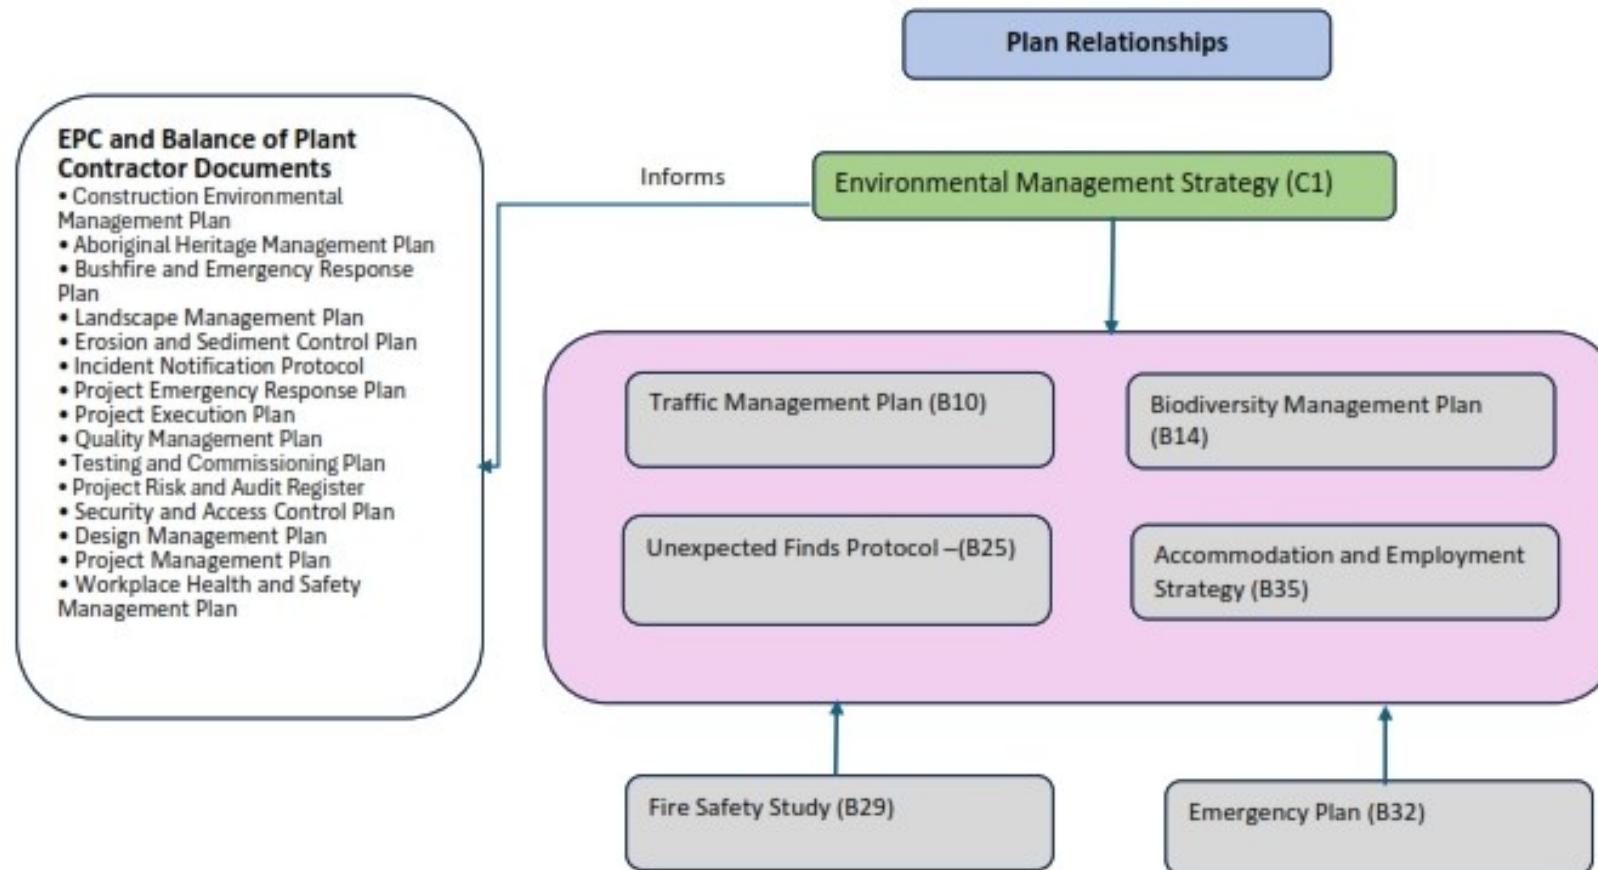 Plan Relationships
EPC and Balance of Plant
Contractor Documents
• Construction Environmental
Management Plan
• Aboriginal Heritage Management Plan
• Bushfire and Emergency Response
Plan
• Landscape Management Plan
• Erosion and Sediment Control Plan
• Incident Notification Protocol
• Project Emergency Response Plan
• Project Execution Plan
• Quality Management Plan
• Testing and Commissioning Plan
• Project Risk and Audit Register
• Security and Access Control Plan
• Design Management Plan
• Project Management Plan
• Workplace Health and Safety
Management Plan
Informs
Environmental Management Strategy (C1)
Traffic Management Plan (B10)
Biodiversity Management Plan
(B14)
Unexpected Finds Protocol –(B25)
Accommodation and Employment
Strategy (B35)
Fire Safety Study (B29)
Emergency Plan (B32)